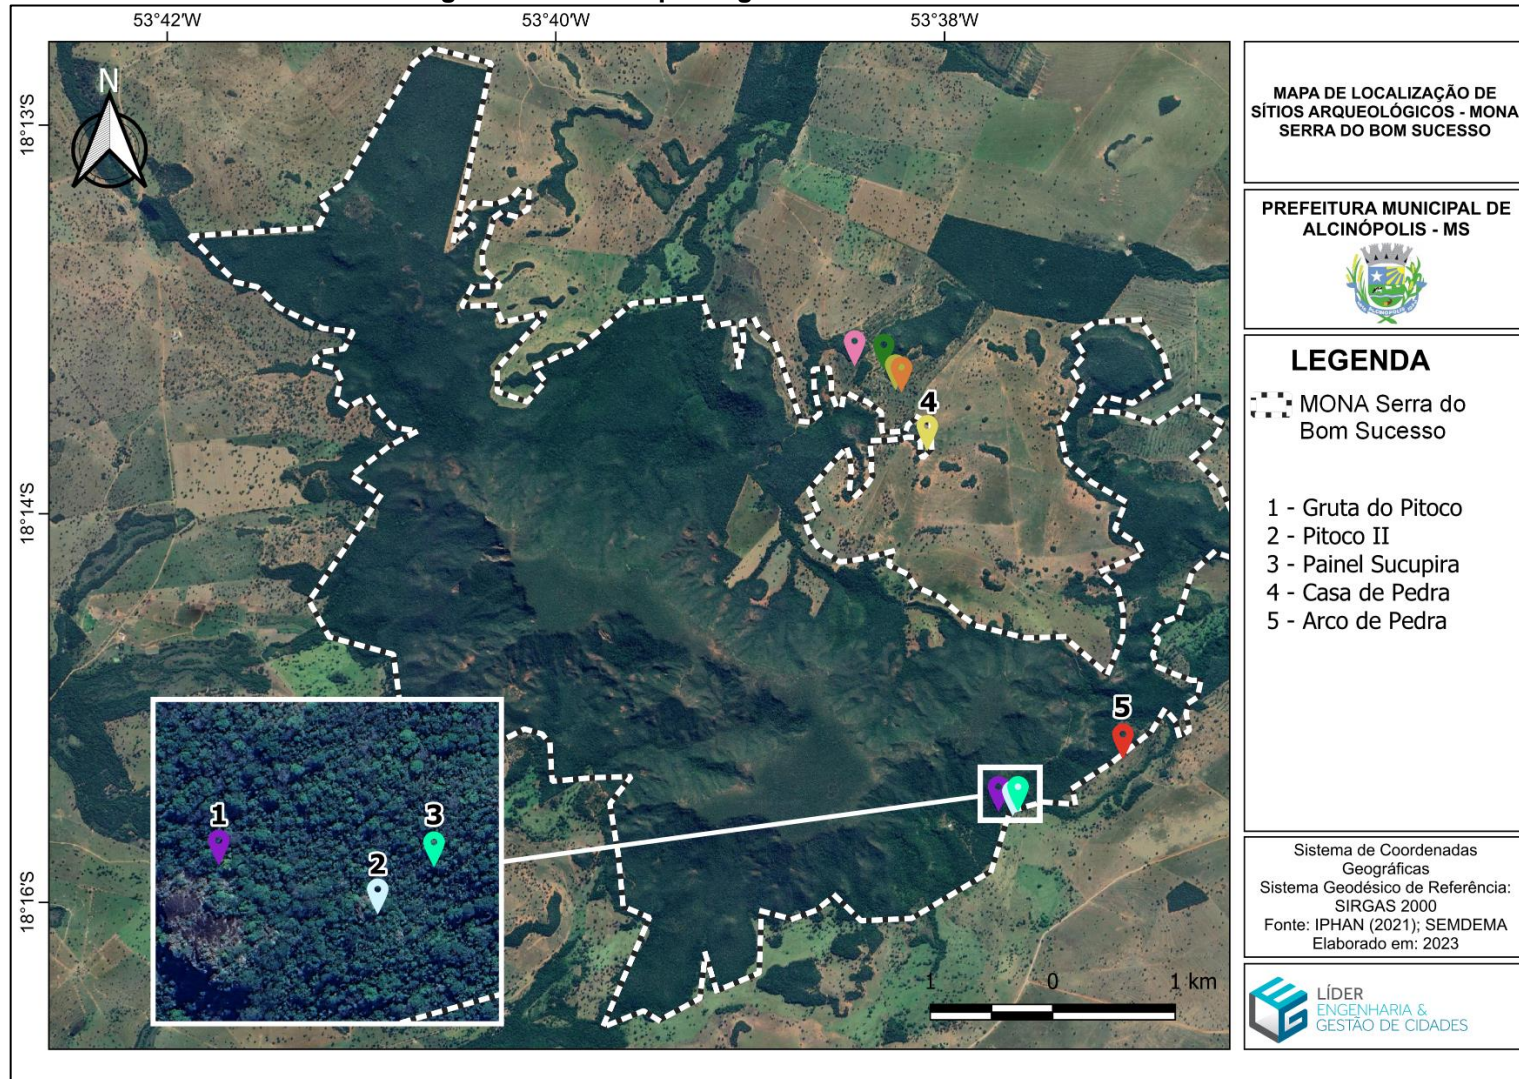 53°42'W
53°40'W
53°38'W
18°13'S
18°14'S
18°16'S
N
4
5
1
2
3
1
0
1 km
MAPA DE LOCALIZAÇÃO DE
SÍTIOS ARQUEOLÓGICOS - MONA
SERRA DO BOM SUCESSO
PREFEITURA MUNICIPAL DE
ALCINÓPOLIS - MS
ALCINÓPOLIS
LEGENDA
MONA Serra do
Bom Sucesso
1 - Gruta do Pitoco
2 - Pitoco II
3 - Painel Sucupira
4 - Casa de Pedra
5 - Arco de Pedra
Sistema de Coordenadas
Geográficas
Sistema Geodésico de Referência:
SIRGAS 2000
Fonte: IPHAN (2021); SEMDEMA
Elaborado em: 2023
LÍDER
ENGENHARIA &
GESTÃO DE CIDADES